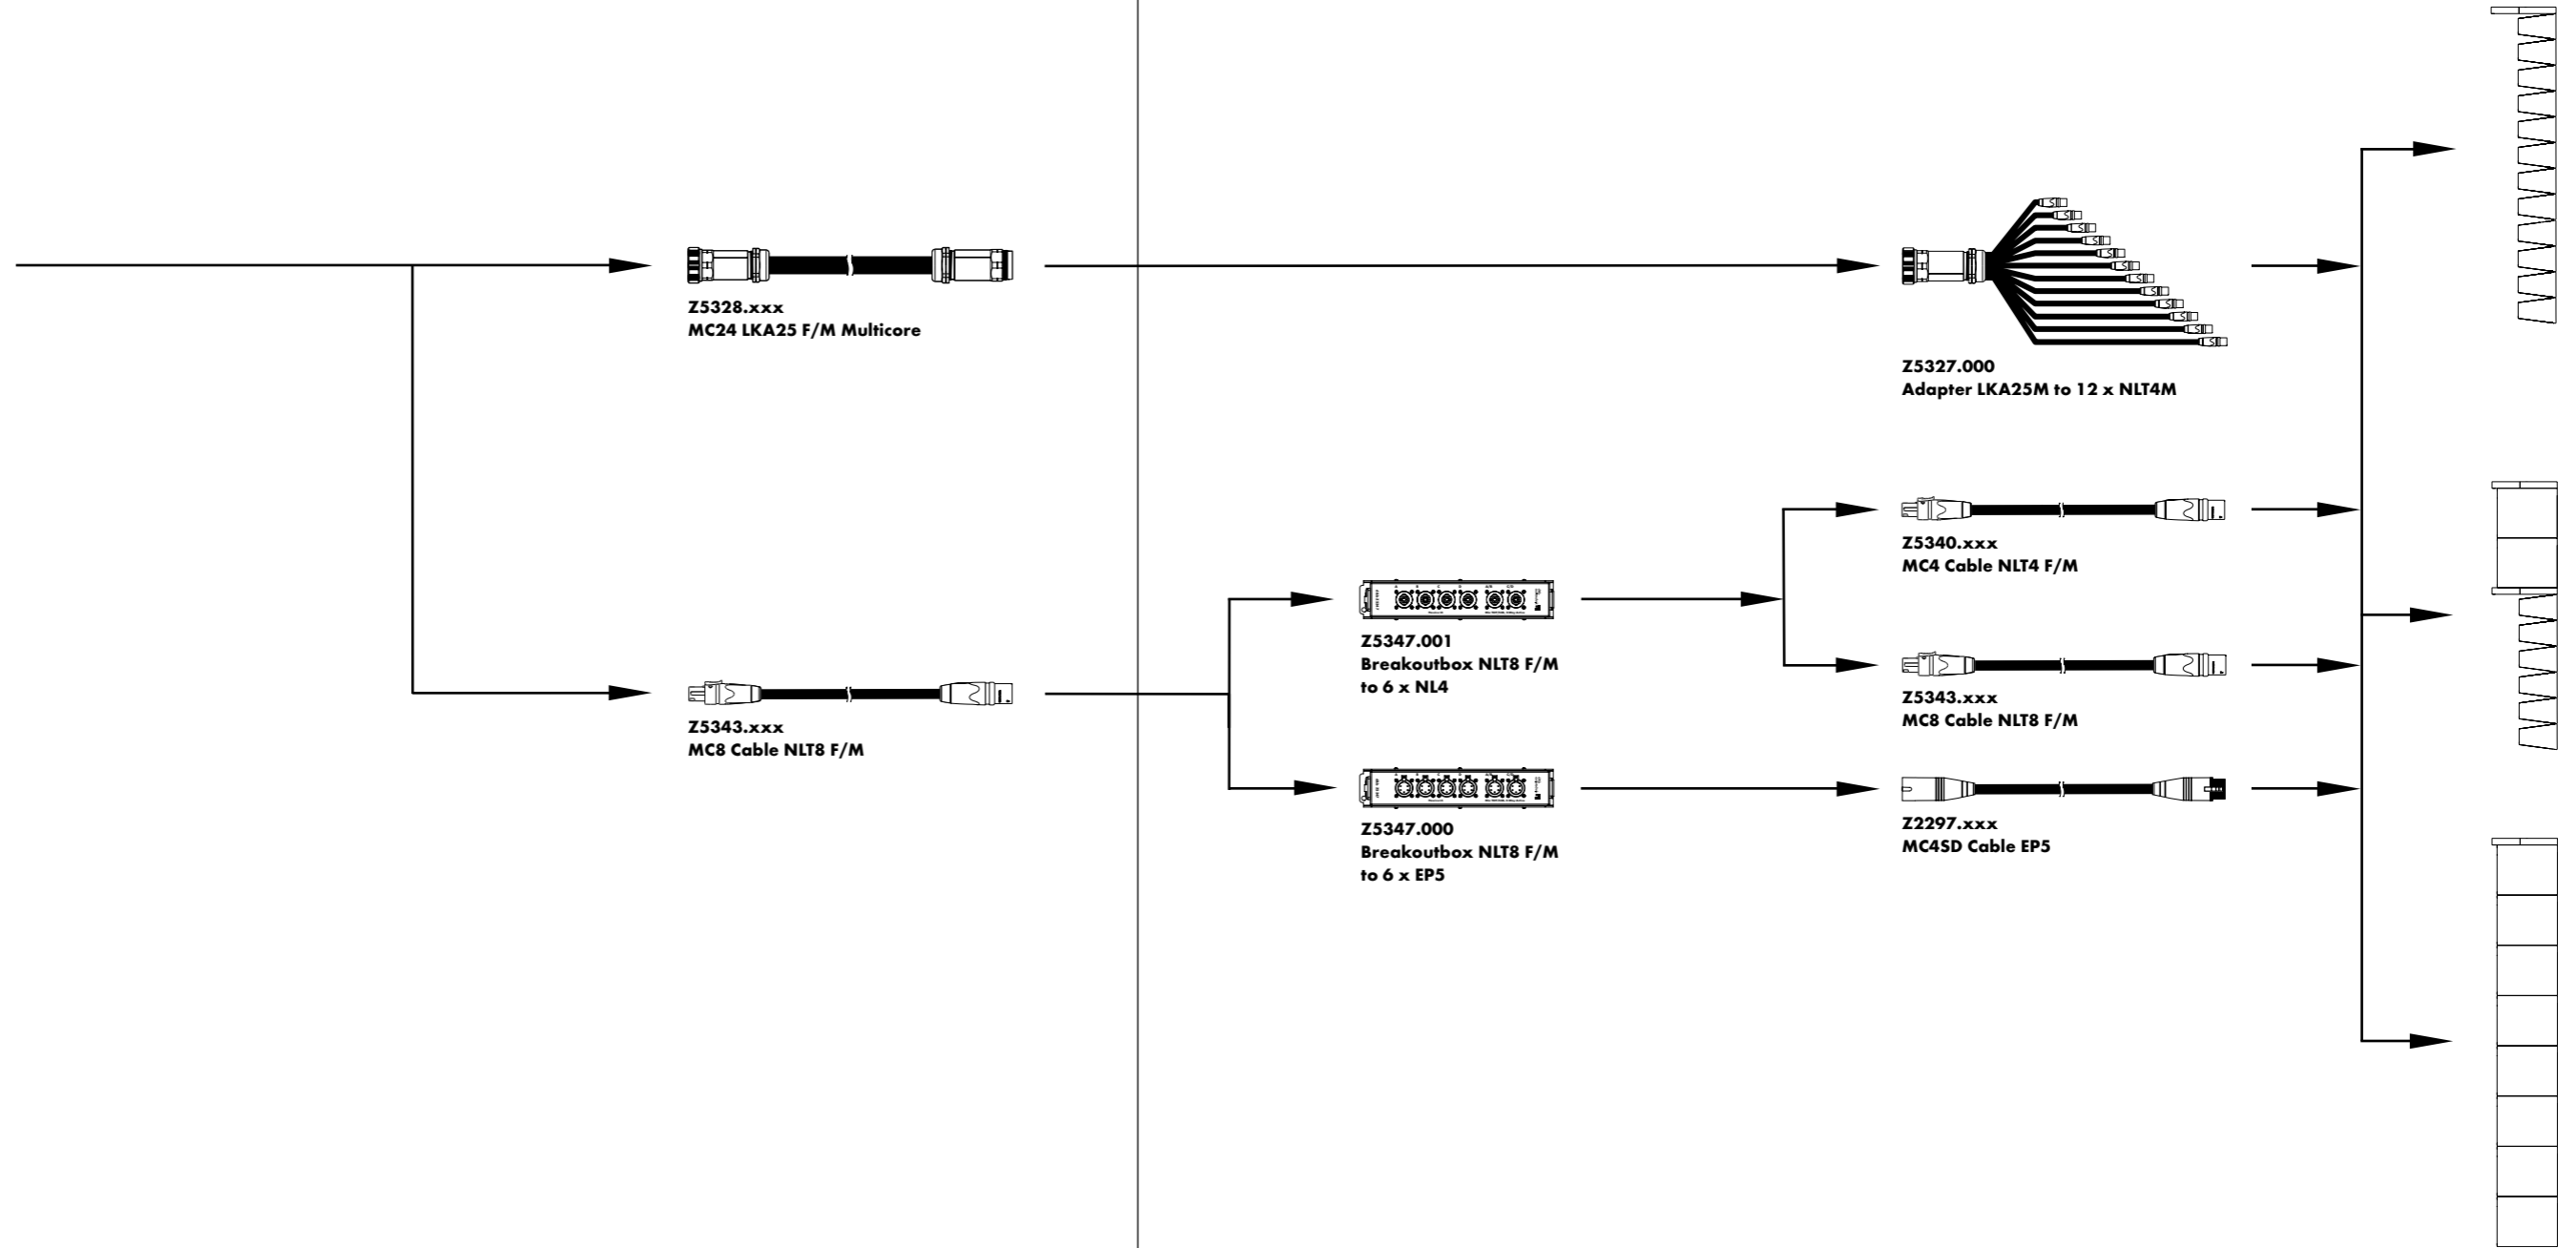 Z5328.xxx
MC24 LKA25 F/M Multicore
Z5327.000
Adapter LKA25M to 12 x NLT4M
Z5340.xxx
MC4 Cable NLT4 F/M
Z5347.001
Breakoutbox NLT8 F/M
to 6 x NL4
Z5343.xxx
MC8 Cable NLT8 F/M
Z5343.xxx
MC8 Cable NLT8 F/M
Z5347.000
Breakoutbox NLT8 F/M
to 6 x EP5
Z2297.xxx
MC4SD Cable EP5